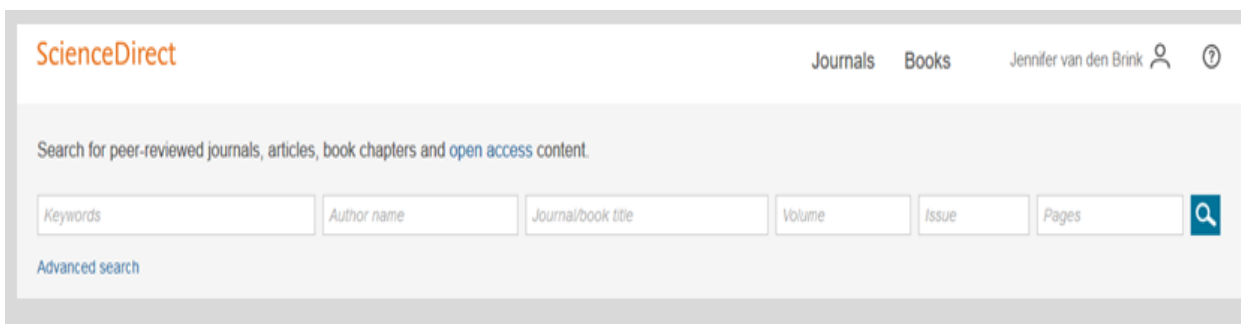 ScienceDirect
Journals Books Jennifer van den Brink ?
Search for peer-reviewed journals, articles, book chapters and open access content.
Keywords Author name Journal/book title Volume Issue Pages
Advanced search